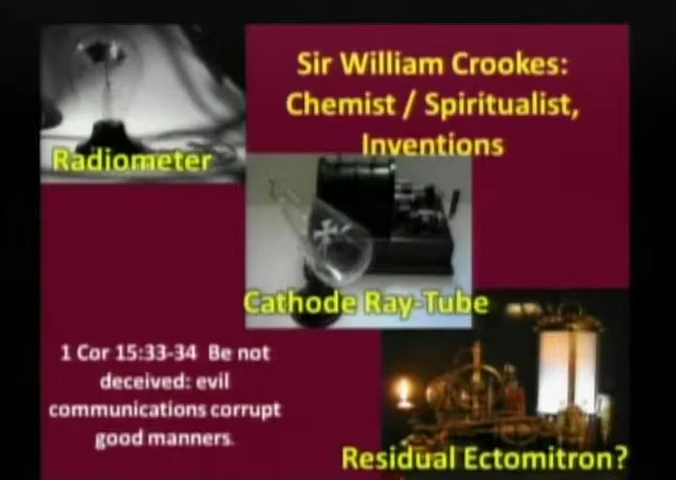 Sir William Crookes:
Chemist / Spiritualist,
Inventions
Radiometer
Cathode Ray-Tube
1 Cor 15:33-34 Be not
deceived: evil
communications corrupt
good manners.
Residual Ectomitron?